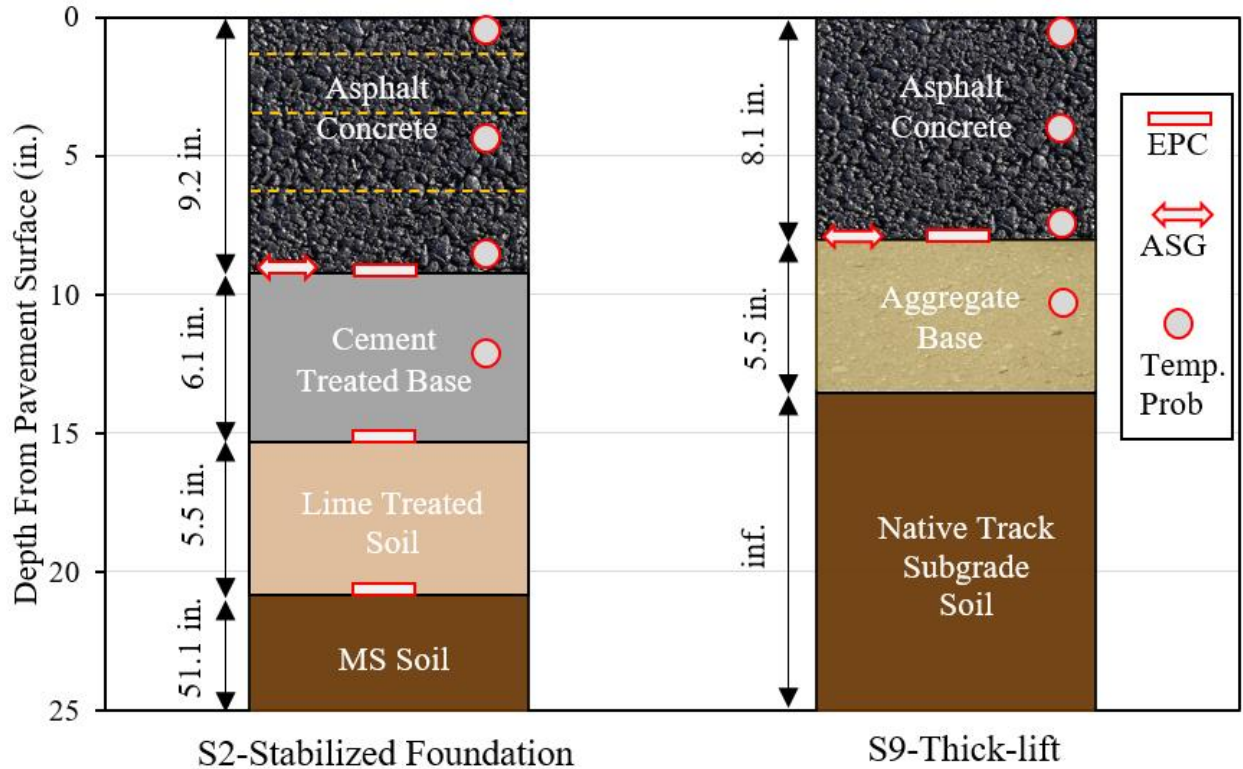 Depth From Pavement Surface (in.)
0
5
10
15
20
25
9.2 in.
6.1 in.
5.5 in.
51.1 in.
Asphalt
Concrete
Cement
Treated Base
Lime Treated
Soil
MS Soil
S2-Stabilized Foundation
8.1 in.
5.5 in.
inf.
Asphalt
Concrete
Aggregate
Base
Native Track
Subgrade
Soil
S9-Thick-lift
EPC
ASG
Temp.
Prob